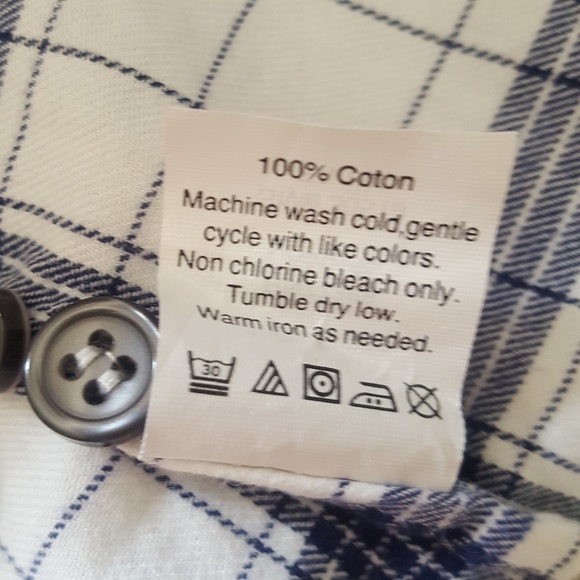 100% Coton
Machine wash cold,gentle
cycle with like colors.
Non chlorine bleach only.
Tumble dry low.
Warm iron as needed.
30